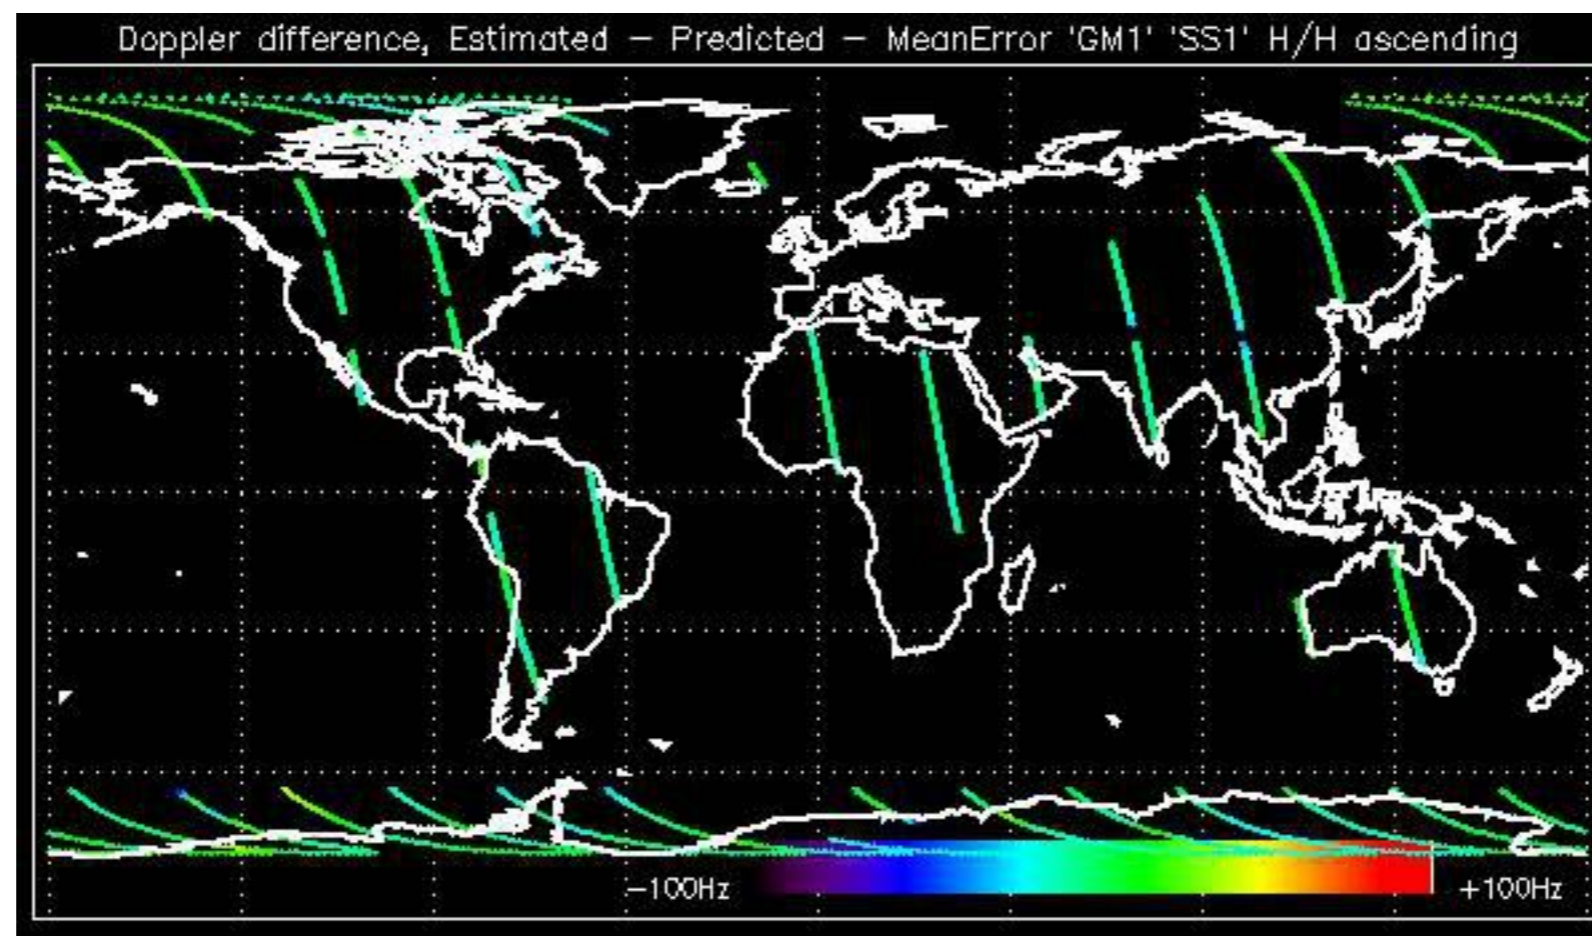 Doppler difference, Estimated − Predicted − MeanError 'GM1' 'SS1' H/H ascending
−100Hz +100Hz